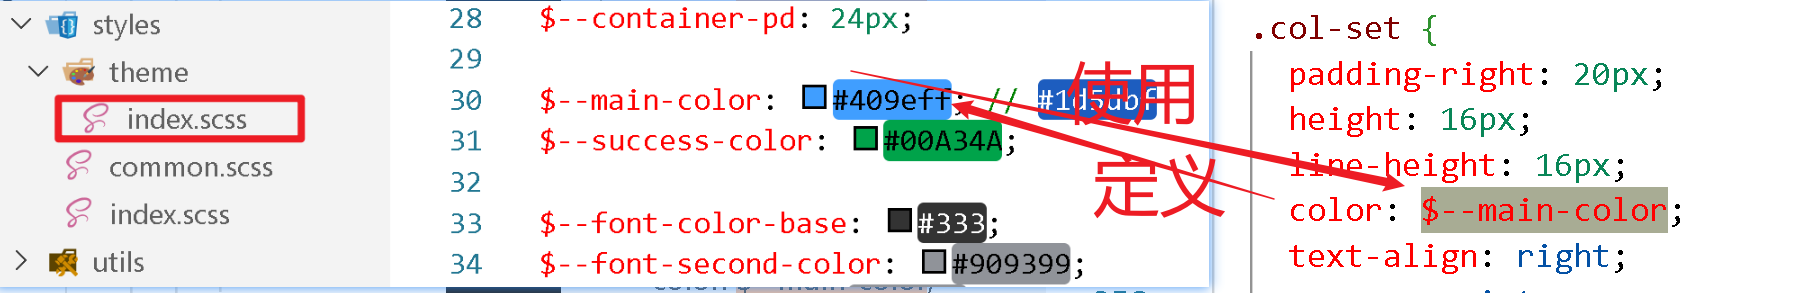 styles
theme
index.scss
common.scss
index.scss
utils
28 $--container-pd: 24px;
29
30 $--main-color: #409eff; // #1d5dbf
31 $--success-color: #00A34A;
32
33 $--font-color-base: #333;
34 $--font-second-color: #909399;
使用
定义
.col-set {
padding-right: 20px;
height: 16px;
line-height: 16px;
color: $--main-color;
text-align: right;